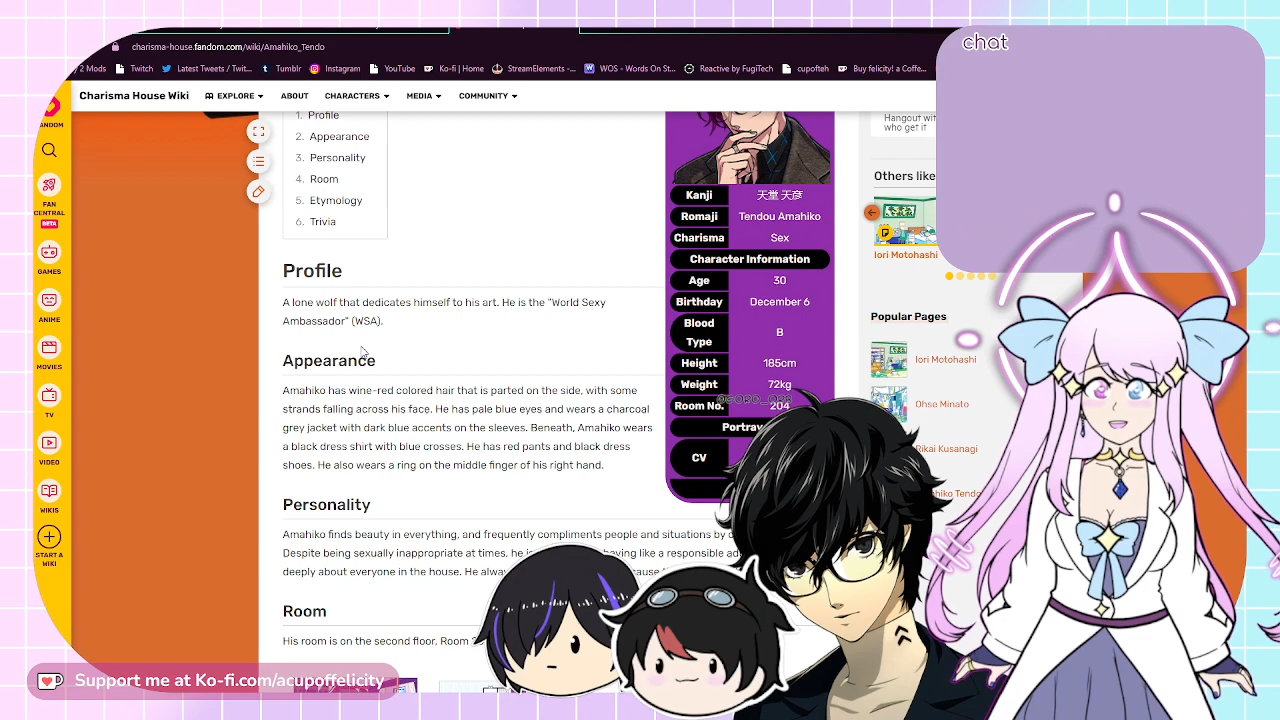 chat
charisma-house.fandom.com/wiki/Amahiko_Tendo
2 Mods
Twitch
Latest Tweets / Twit...
Tumblr
Instagram
YouTube
Ko-fi | Home
StreamElements -...
WOS - Words On St...
Reactive by FugiTech
cupofteh
Buy felicity! a Coffe...
Charisma House Wiki
EXPLORE
ABOUT
CHARACTERS
MEDIA
COMMUNITY
FAN
CENTRAL
BETA
GAMES
ANIME
MOVIES
TV
VIDEO
WIKIS
START A
WIKI
1. Profile
2. Appearance
3. Personality
4. Room
5. Etymology
6. Trivia
Profile
A lone wolf that dedicates himself to his art. He is the "World Sexy
Ambassador" (WSA).
Appearance
Amahiko has wine-red colored hair that is parted on the side, with some
strands falling across his face. He has pale blue eyes and wears a charcoal
grey jacket with dark blue accents on the sleeves. Beneath, Amahiko wears
a black dress shirt with blue crosses. He has red pants and black dress
shoes. He also wears a ring on the middle finger of his right hand.
Personality
Amahiko finds beauty in everything, and frequently compliments people and situations by
Despite being sexually inappropriate at times, he is having like a responsible
deeply about everyone in the house. He
Room
His room is on the second floor, Room
Kanji 天堂 天彦
Romaji Tendou Amahiko
Charisma Sex
Character Information
Age 30
Birthday December 6
Blood
Type B
Height 185cm
Weight 72kg
Room No. 204
CV
Hangout wit
who get it
Others like
Iori Motohashi
Popular Pages
Iori Motohashi
Ohse Minato
Rikai Kusanagi
Tendo
Support me at Ko-fi.com/acupoffelicity